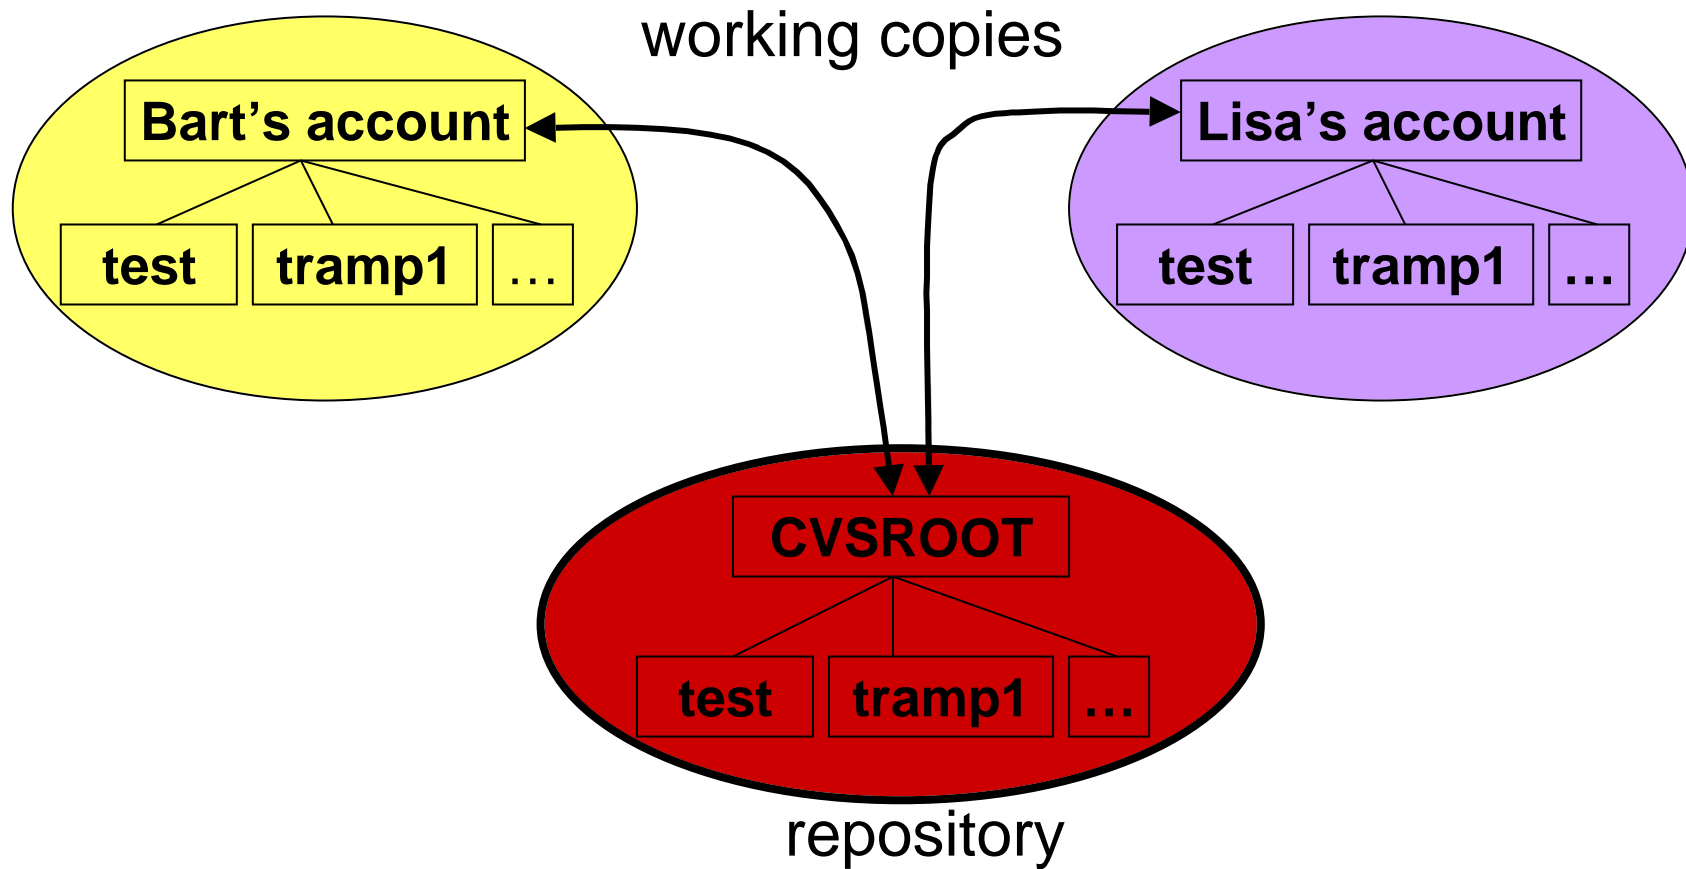 working copies
Bart’s account
test tramp1 …
Lisa’s account
test tramp1 …
CVSROOT
test tramp1 …
repository